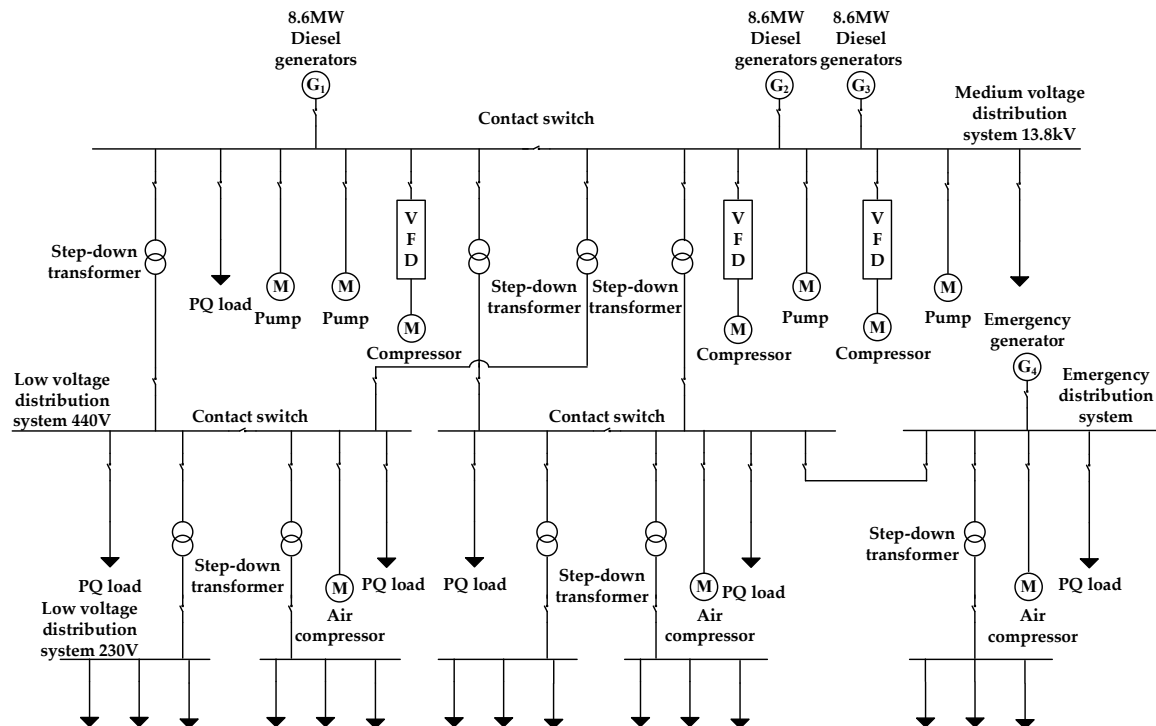 8.6MW
Diesel
generators
G1
8.6MW
Diesel
generators
G2
8.6MW
Diesel
generators
G3
Medium voltage
distribution
system 13.8kV
Contact switch
Step-down
transformer
PQ load
M
Pump
M
Pump
V
F
D
M
Compressor
Step-down
transformer
Step-down
transformer
V
F
D
M
Compressor
M
Pump
V
F
D
M
Compressor
M
Pump
Emergency
generator
G4
Low voltage
distribution
system 440V
Contact switch
Contact switch
Emergency
distribution
system
PQ load
Step-down
transformer
M
Air
compressor
PQ load
PQ load
Step-down
transformer
M
Air
compressor
PQ load
Step-down
transformer
M
Air
compressor
PQ load
Low voltage
distribution
system 230V